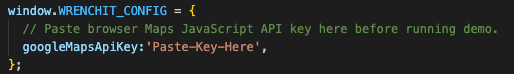 window.WRENCHIT_CONFIG = {
  // Paste browser Maps JavaScript API key here before running demo.
  googleMapsApiKey:'Paste-Key-Here',
};